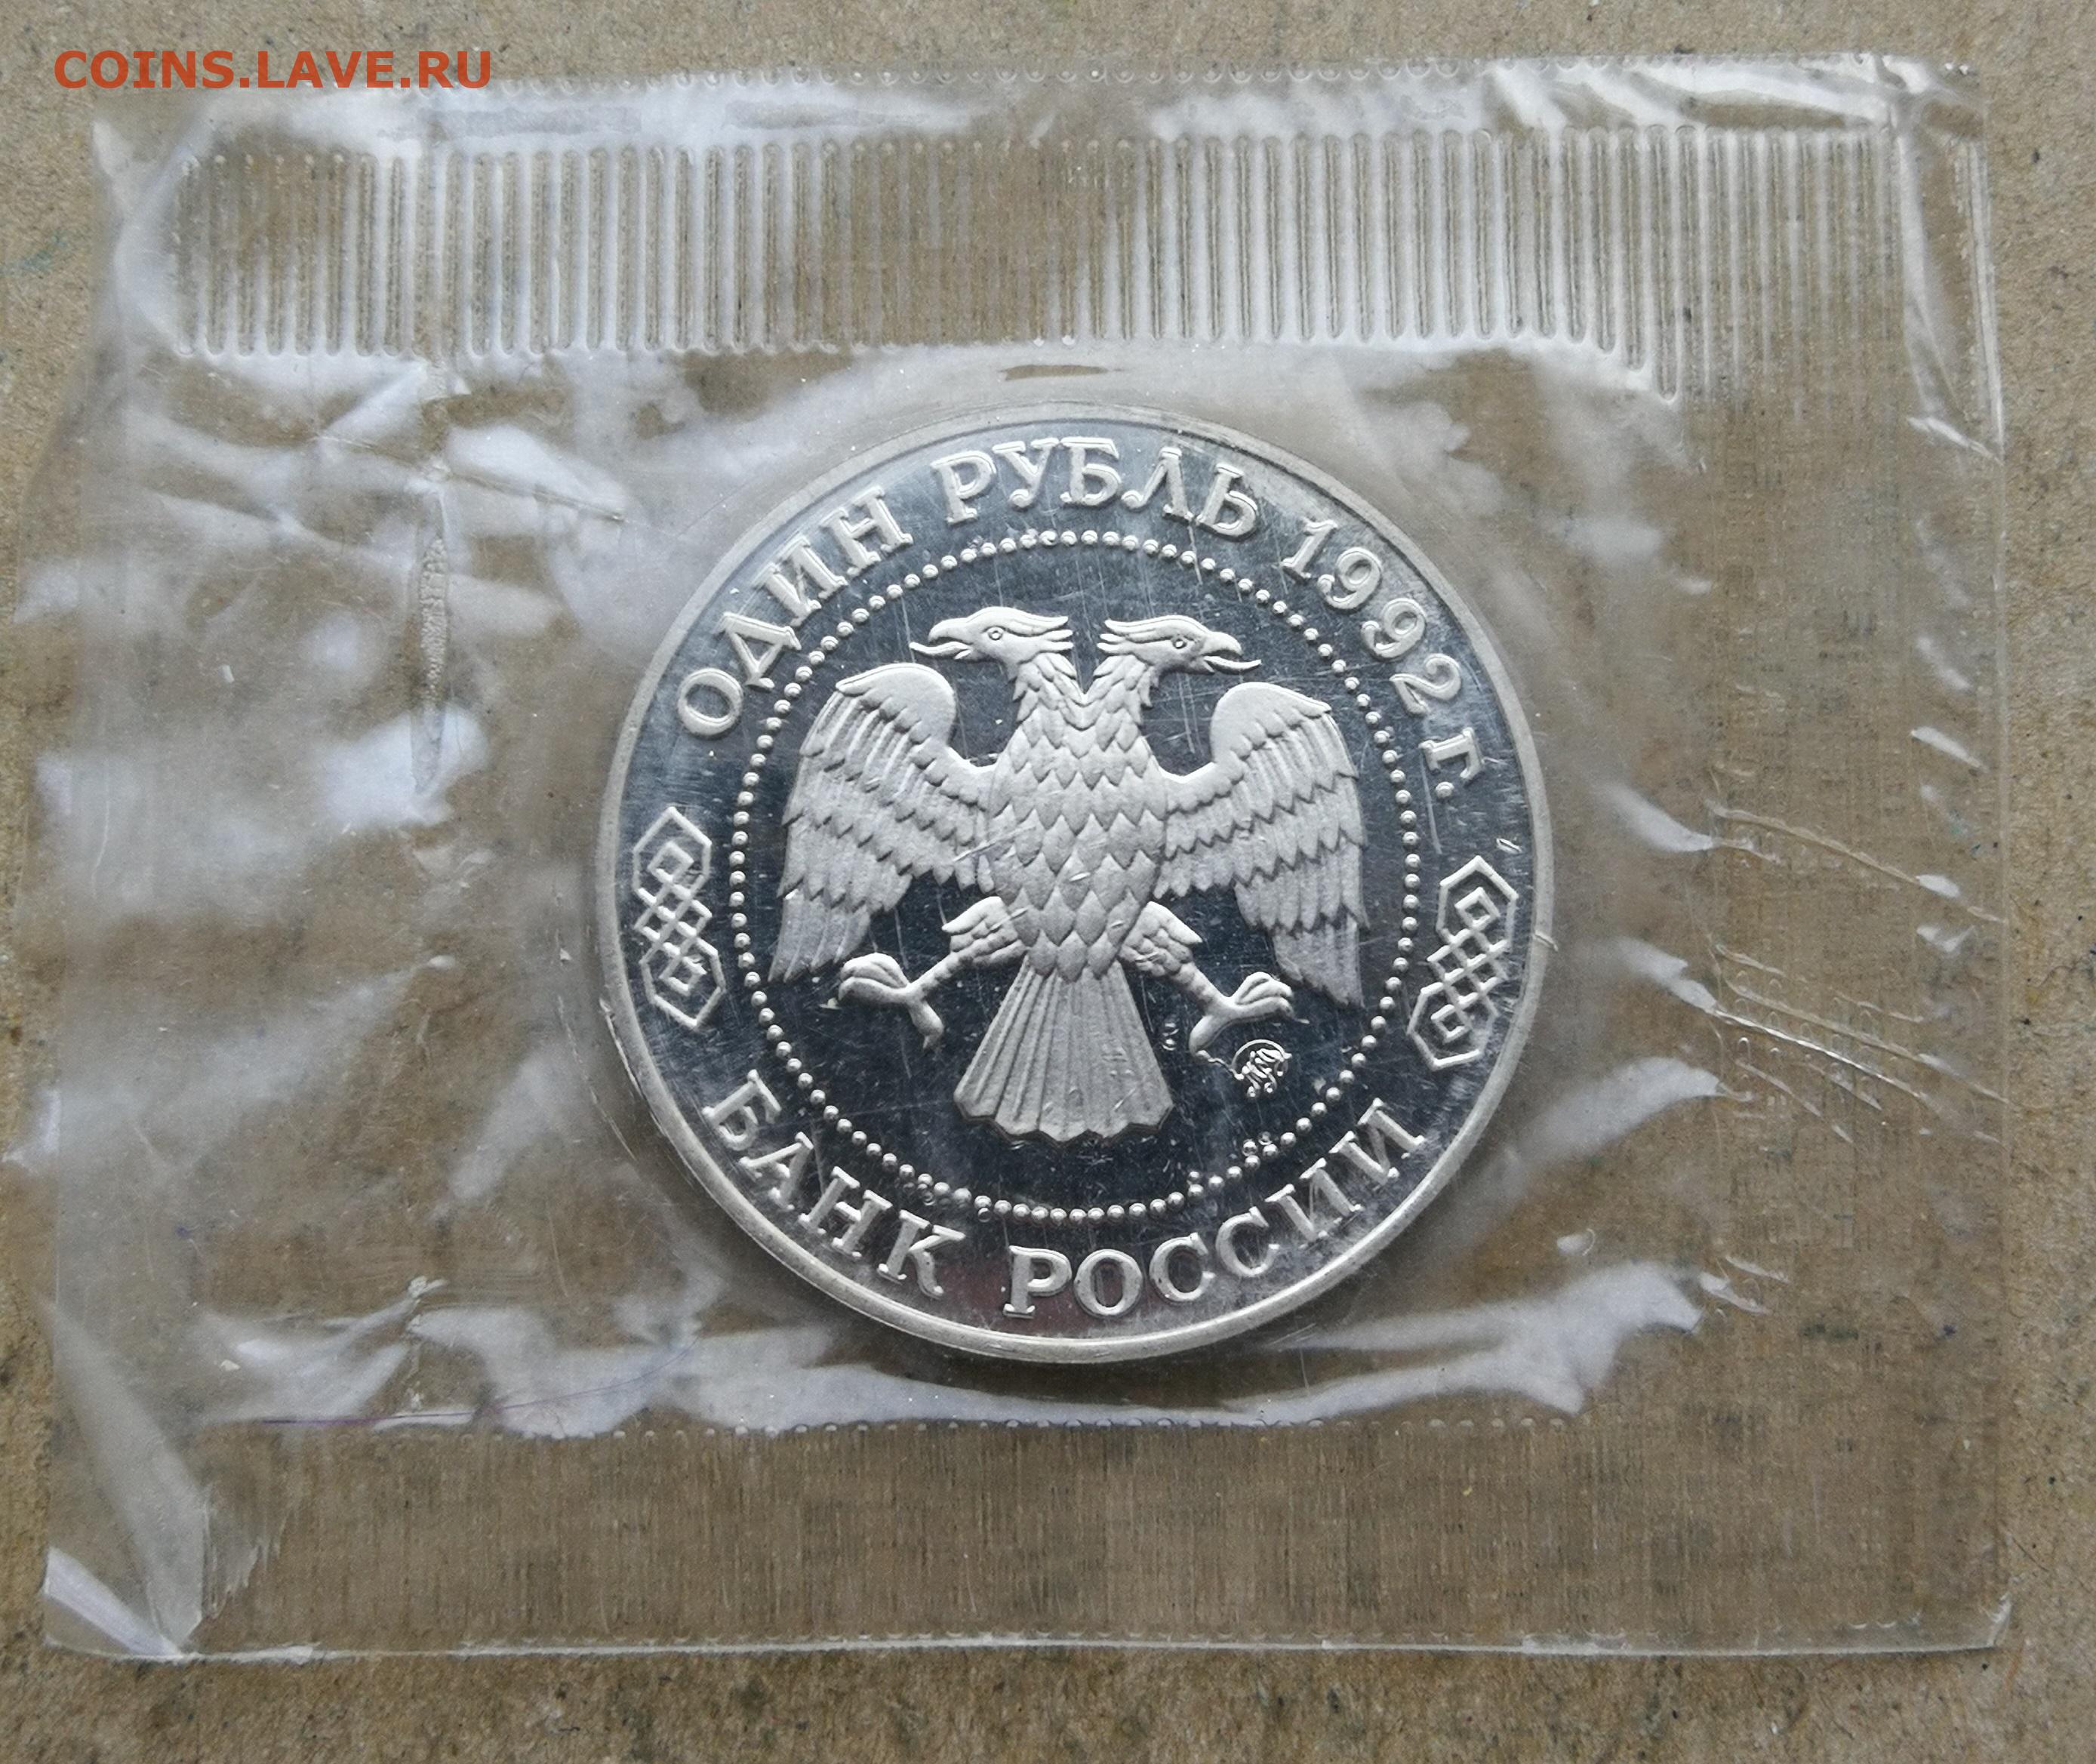 COINS.LAVE.RU
ОДИН РУБЛЬ 1992 г.
БАНК РОССИИ